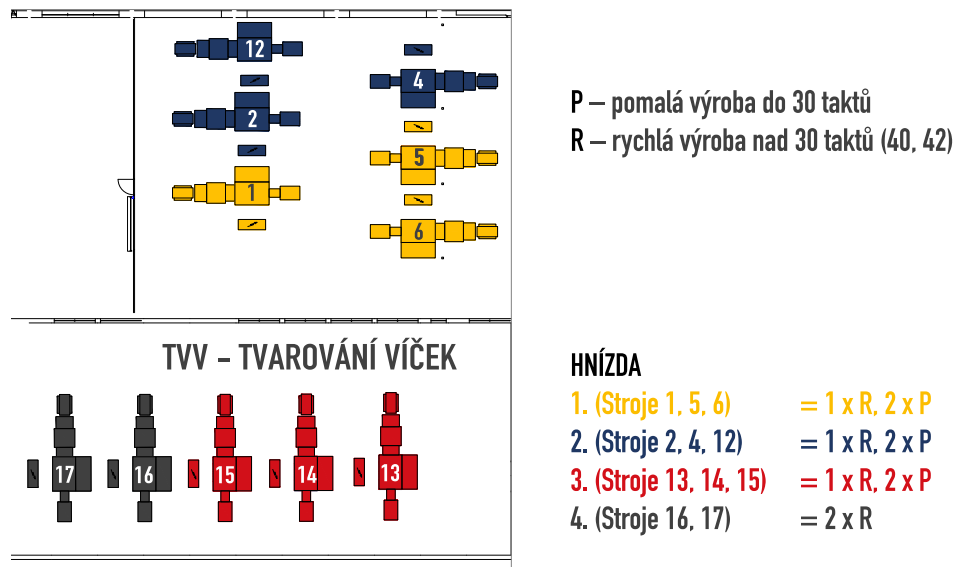 12
4
2
5
1
6
P – pomalá výroba do 30 taktů
R – rychlá výroba nad 30 taktů (40, 42)
TVV – TVAROVÁNÍ VÍČEK
17
16
15
14
13
HNÍZDA
1. (Stroje 1, 5, 6) = 1 x R, 2 x P
2. (Stroje 2, 4, 12) = 1 x R, 2 x P
3. (Stroje 13, 14, 15) = 1 x R, 2 x P
4. (Stroje 16, 17) = 2 x R